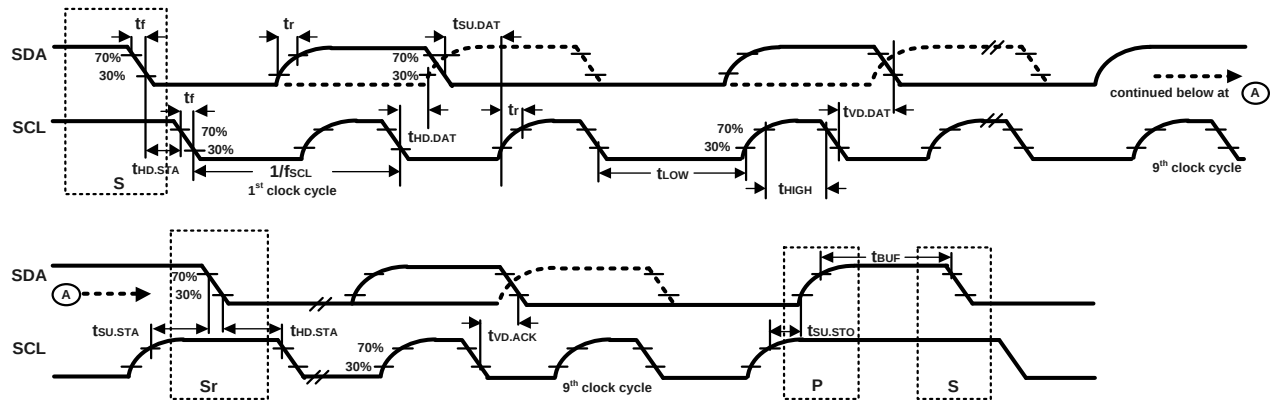 tf
tr
tSU.DAT
SDA
70%
30%
70%
30%
continued below at A
tf
tr
tHD.DAT
tVD.DAT
SCL
70%
30%
70%
30%
tHD.STA
S
1/fSCL
1st clock cycle
tLOW
tHIGH
9th clock cycle
SDA
A
70%
30%
tBUF
tSU.STA
tHD.STA
tVD.ACK
tSU.STO
SCL
70%
30%
Sr
9th clock cycle
P
S